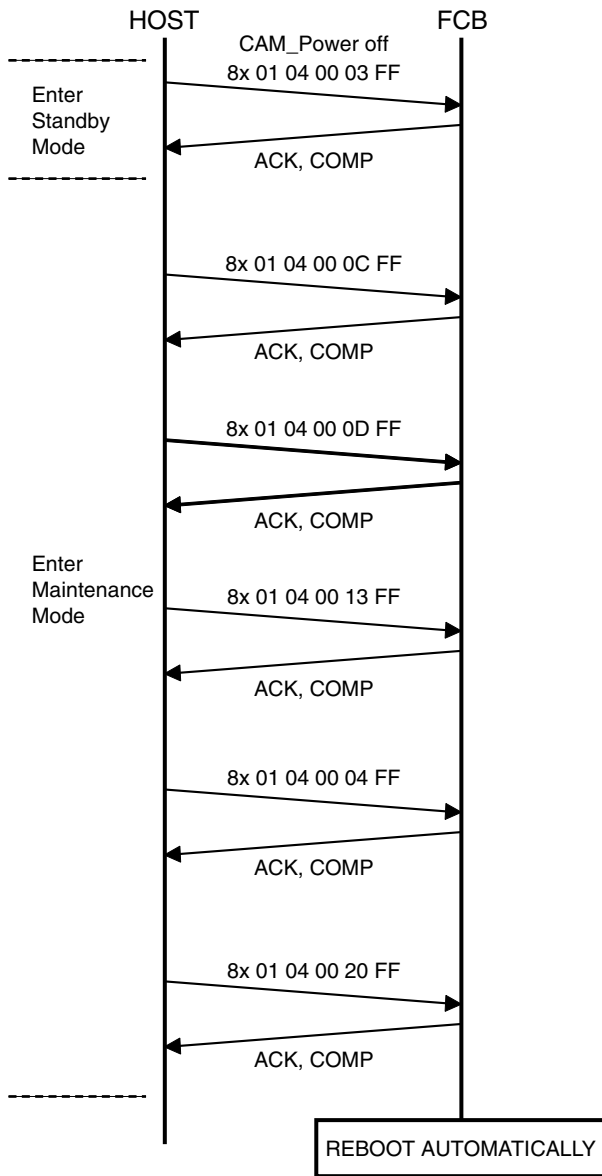 HOST
FCB
CAM_Power off
8x 01 04 00 03 FF
Enter
Standby
Mode
ACK, COMP
8x 01 04 00 0C FF
ACK, COMP
8x 01 04 00 0D FF
ACK, COMP
Enter
Maintenance
Mode
8x 01 04 00 13 FF
ACK, COMP
8x 01 04 00 04 FF
ACK, COMP
8x 01 04 00 20 FF
ACK, COMP
REBOOT AUTOMATICALLY